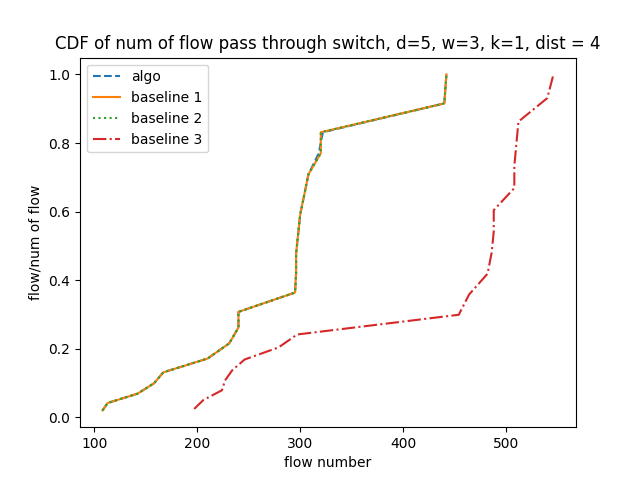 CDF of num of flow pass through switch, d=5, w=3, k=1, dist = 4
algo
baseline 1
baseline 2
baseline 3
flow/num of flow
1.0
0.8
0.6
0.4
0.2
0.0
100 200 300 400 500
flow number